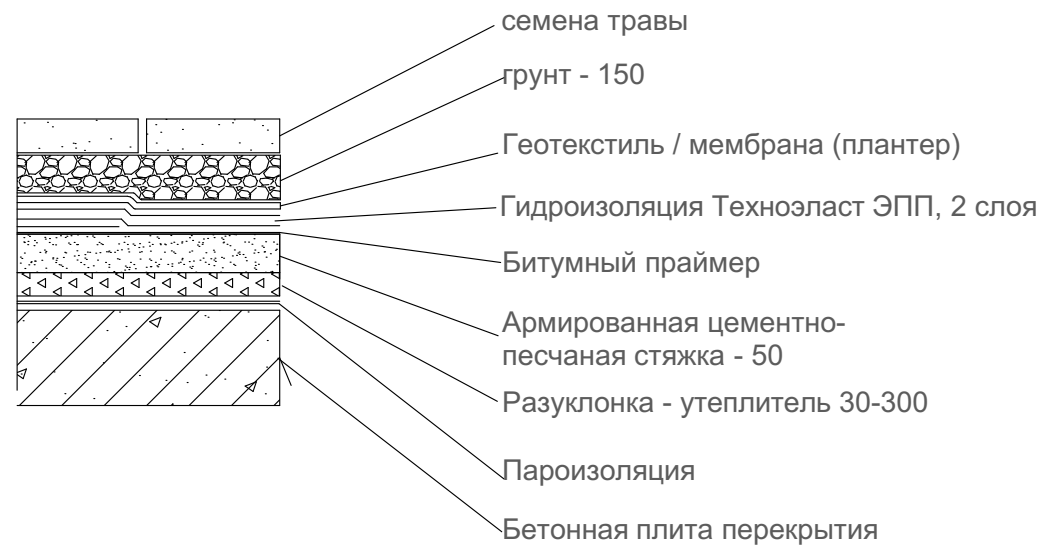 семена травы
грунт - 150
Геотекстиль / мембрана (плантер)
Гидроизоляция Техноэласт ЭПП, 2 слоя
Битумный праймер
Армированная цементно-
песчаная стяжка - 50
Разуклонка - утеплитель 30-300
Пароизоляция
Бетонная плита перекрытия